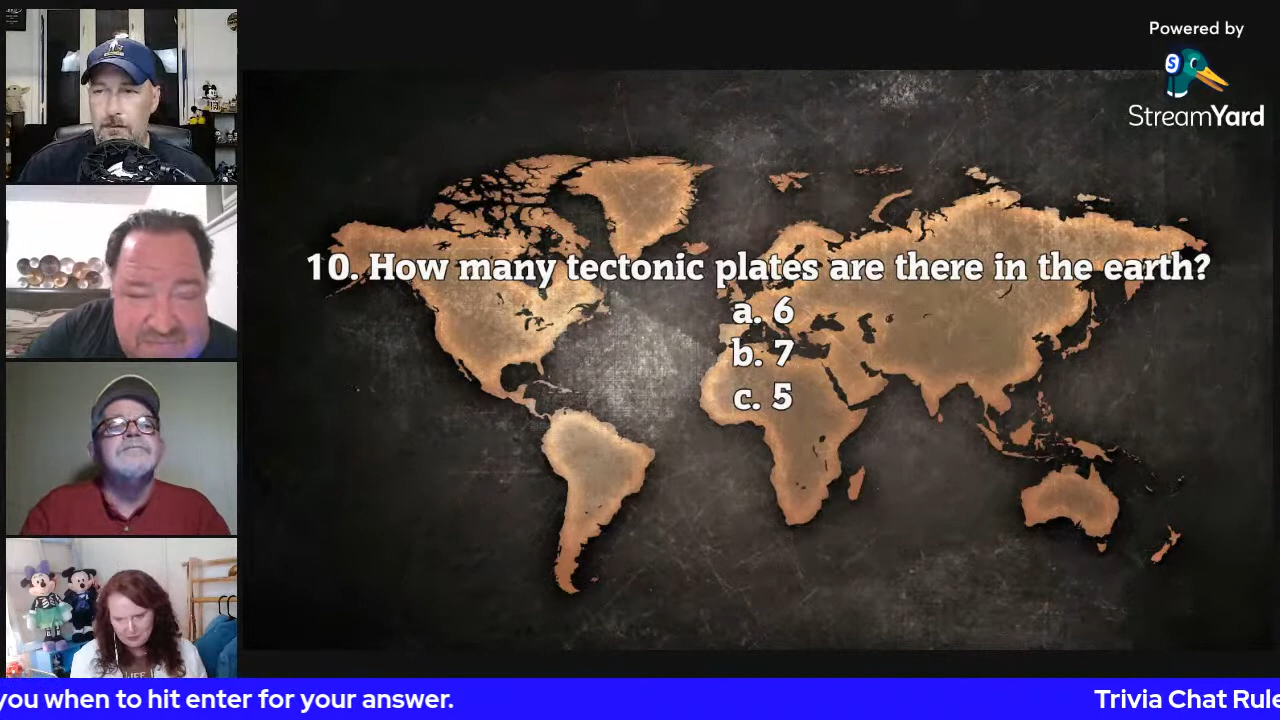 Powered by
StreamYard
10. How many tectonic plates are there in the earth?
a. 6
b. 7
c. 5
you when to hit enter for your answer.
Trivia Chat Rule